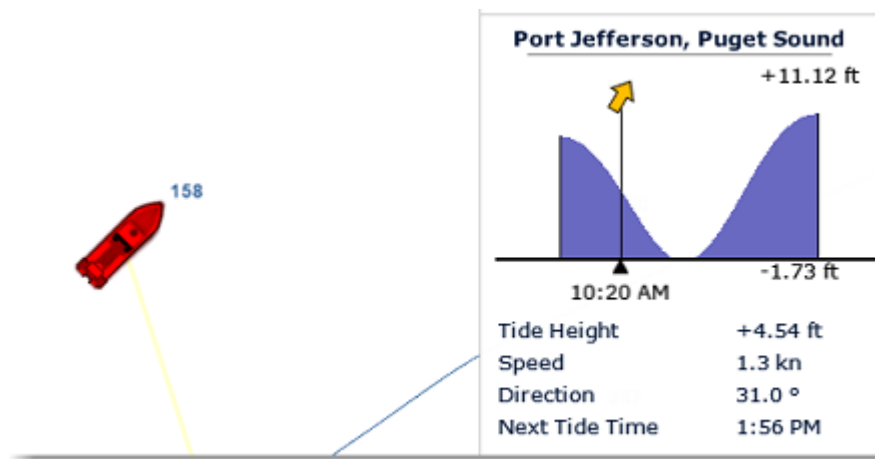 158
Port Jefferson, Puget Sound
+11.12 ft
-1.73 ft
10:20 AM
Tide Height +4.54 ft
Speed 1.3 kn
Direction 31.0 º
Next Tide Time 1:56 PM